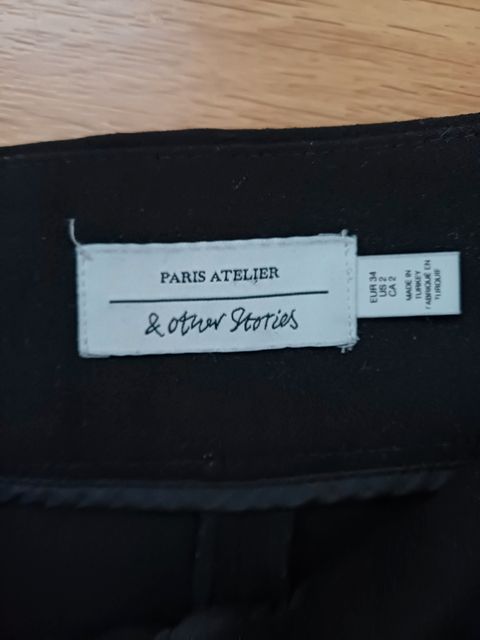 PARIS ATELIER
& other Stories
EUR 34
US 2
CA 2
MADE IN
TURKEY
FABRIQUÉ EN
TURQUIE